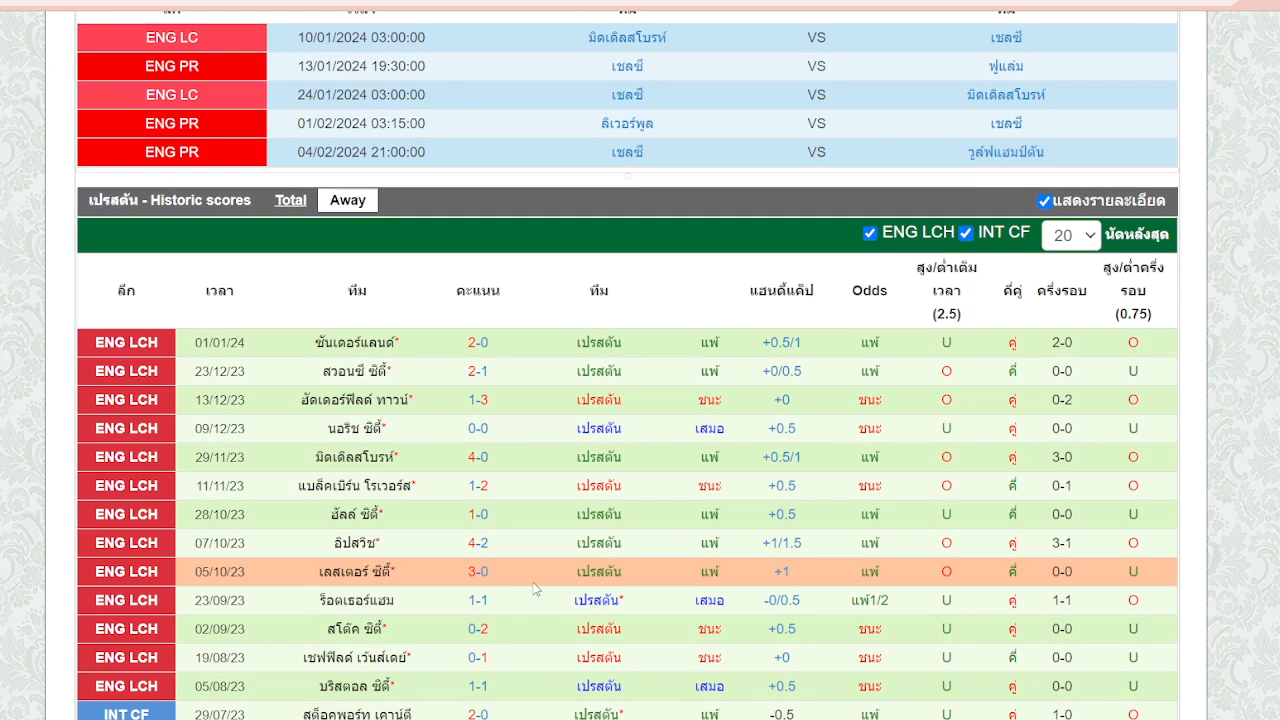 ENG LC 10/01/2024 03:00:00 มิดเดิลสโบรห์ VS เชลซี
ENG PR 13/01/2024 19:30:00 เชลซี VS ฟูแล่ม
ENG LC 24/01/2024 03:00:00 เชลซี VS มิดเดิลสโบรห์
ENG PR 01/02/2024 03:15:00 ลิเวอร์พูล VS เชลซี
ENG PR 04/02/2024 21:00:00 เชลซี VS วูล์ฟแฮมป์ตัน
เปรสตัน - Historic scores Total Away แสดงรายละเอียด
ENG LCH INT CF 20 นัดหลังสุด
ลีก เวลา ทีม คะแนน ทีม แฮนดี้แค็ป Odds สูง/ต่ำเต็มเวลา (2.5) คี่คู่ ครึ่งรอบ สูง/ต่ำครึ่งรอบ (0.75)
ENG LCH 01/01/24 ซันเดอร์แลนด์* 2-0 เปรสตัน แพ้ +0.5/1 แพ้ U คู่ 2-0 O
ENG LCH 23/12/23 สวอนซี ซิตี้* 2-1 เปรสตัน แพ้ +0/0.5 แพ้ O คี่ 0-0 U
ENG LCH 13/12/23 ฮัดเดอร์ฟิลด์ ทาวน์* 1-3 เปรสตัน ชนะ +0 ชนะ O คู่ 0-2 O
ENG LCH 09/12/23 นอริช ซิตี้* 0-0 เปรสตัน เสมอ +0.5 ชนะ U คู่ 0-0 U
ENG LCH 29/11/23 มิดเดิลสโบรห์* 4-0 เปรสตัน แพ้ +0.5/1 แพ้ O คู่ 3-0 O
ENG LCH 11/11/23 แบล็คเบิร์น โรเวอร์ส* 1-2 เปรสตัน ชนะ +0.5 ชนะ O คี่ 0-1 O
ENG LCH 28/10/23 ฮัลล์ ซิตี้* 1-0 เปรสตัน แพ้ +0.5 แพ้ U คี่ 0-0 U
ENG LCH 07/10/23 อิปสวิช* 4-2 เปรสตัน แพ้ +1/1.5 แพ้ O คู่ 3-1 O
ENG LCH 05/10/23 เลสเตอร์ ซิตี้* 3-0 เปรสตัน แพ้ +1 แพ้ O คี่ 0-0 U
ENG LCH 23/09/23 ร็อตเธอร์แฮม 1-1 เปรสตัน* เสมอ -0/0.5 แพ้1/2 U คู่ 1-1 O
ENG LCH 02/09/23 สโต๊ค ซิตี้* 0-2 เปรสตัน ชนะ +0.5 ชนะ U คู่ 0-0 U
ENG LCH 19/08/23 เชฟฟิลด์ เว้นส์เดย์* 0-1 เปรสตัน ชนะ +0 ชนะ U คี่ 0-0 U
ENG LCH 05/08/23 บริสตอล ซิตี้* 1-1 เปรสตัน เสมอ +0.5 ชนะ U คู่ 0-0 U
INT CF 29/07/23 สต็อคพอร์ท เคาน์ตี้ 2-0 เปรสตัน* แพ้ -0.5 แพ้ U คู่ 1-0 O